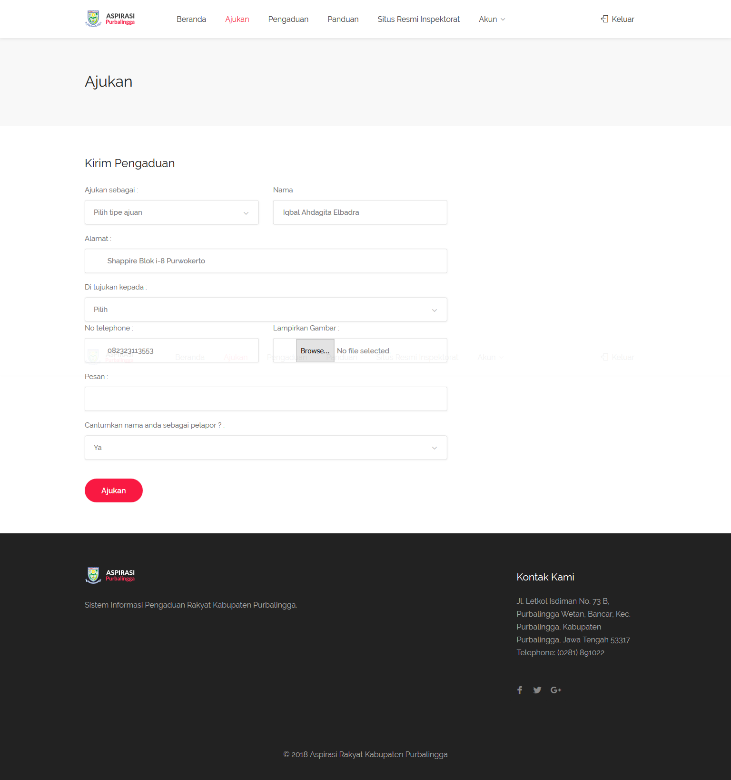 ASPIRASI
Purbalingga
Beranda
Ajukan
Pengaduan
Panduan
Situs Resmi Inspektorat
Akun
Keluar
Ajukan
Kirim Pengaduan
Ajukan sebagai
Nama
Pilih tipe ajuan
Iqbal Ahdagita Elbadra
Alamat :
Shappire Blok i-8 Purwokerto
Di tujukan kepada :
Pilih
No telephone :
Lampirkan Gambar :
082323113553
Browse... No file selected
Pesan :
Cantumkan nama anda sebagai pelapor ?
Ya
Ajukan
ASPIRASI
Purbalingga
Sistem Informasi Pengaduan Rakyat Kabupaten Purbalingga.
Kontak Kami
Jl. Letkol Isdiman No. 73 B,
Purbalingga Wetan, Bancar, Kec.
Purbalingga, Kabupaten
Purbalingga, Jawa Tengah 53317
Telephone: (0281) 891022
© 2018 Aspirasi Rakyat Kabupaten Purbalingga